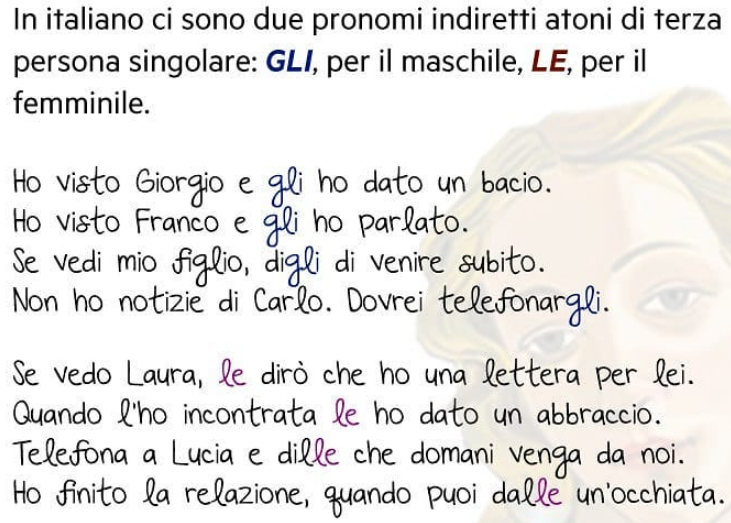 In italiano ci sono due pronomi indiretti atoni di terza
persona singolare: GLI, per il maschile, LE, per il
femminile.
Ho visto Giorgio e gli ho dato un bacio.
Ho visto Franco e gli ho parlato.
Se vedi mio figlio, digli di venire subito.
Non ho notizie di Carlo. Dovrei telefonargli.
Se vedo Laura, le dirò che ho una lettera per lei.
Quando l'ho incontrata le ho dato un abbraccio.
Telefona a Lucia e dille che domani venga da noi.
Ho finito la relazione, quando puoi dalle un'occhiata.